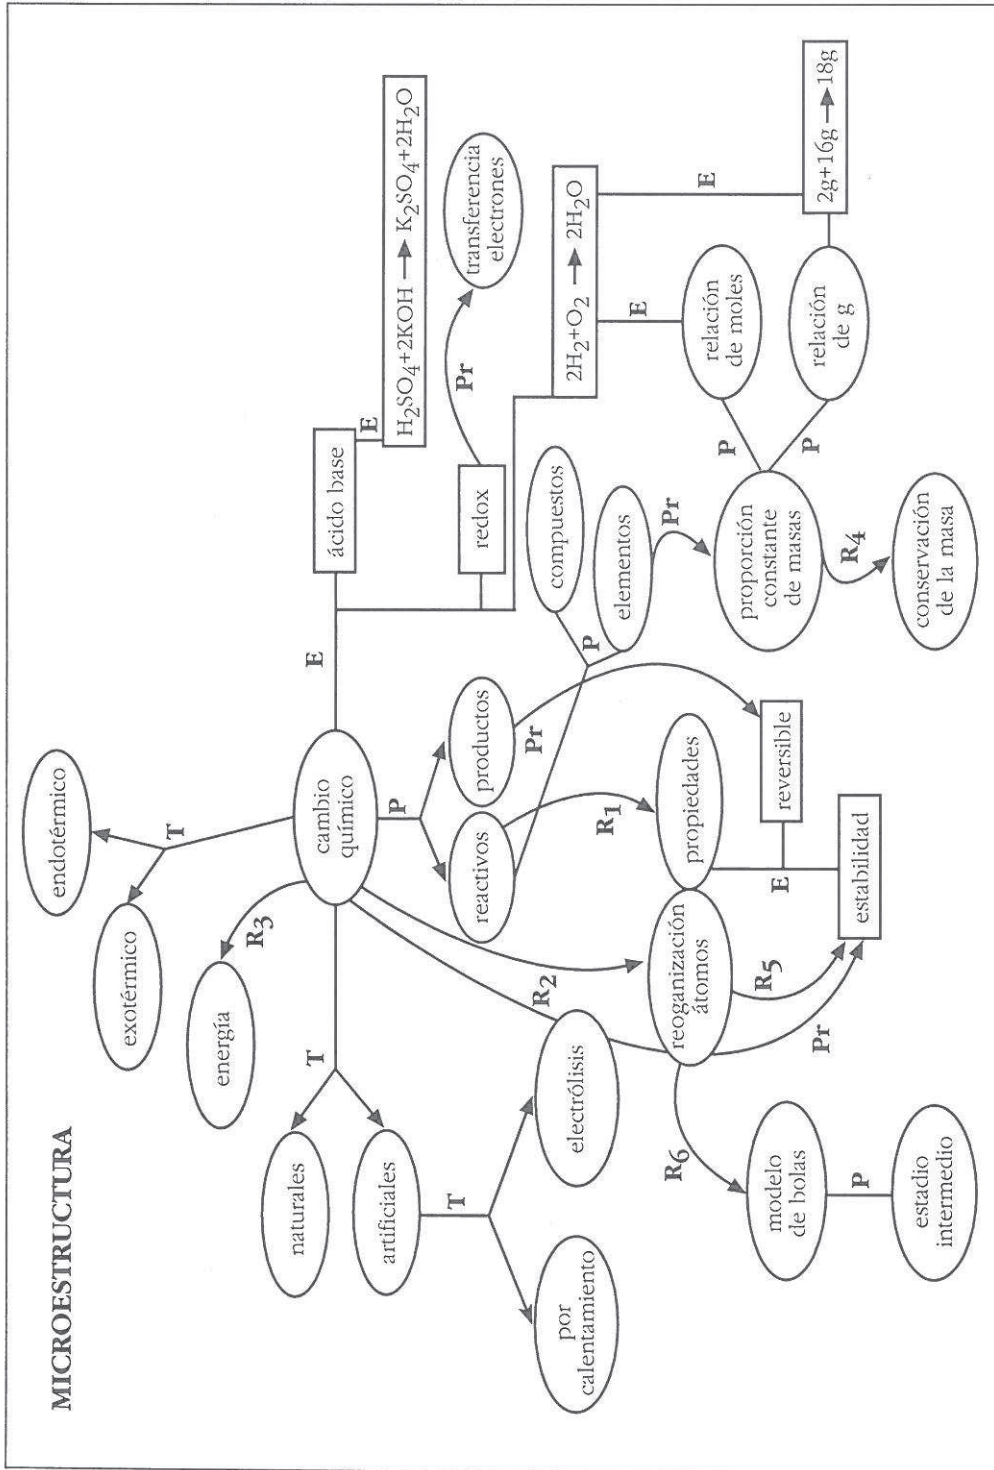 MICROESTRUCTURA
endotérmico
exotérmico
T
energía
R3
naturales
artificiales
T
cambio
químico
E
ácido base
E
H2SO4+2KOH → K2SO4+2H2O
redox
Pr
transferencia
electrones
2H2+O2 → 2H2O
E
E
2g+16g → 18g
P
reactivos
productos
Pr
P
compuestos
elementos
Pr
T
por
calentamiento
electrólisis
R2
R1
reoganización
átomos
propiedades
E
reversible
estabilidad
R5
Pr
R6
modelo
de bolas
P
estadio
intermedio
proporción
constante
de masas
P
P
relación
de moles
relación
de g
R4
conservación
de la masa